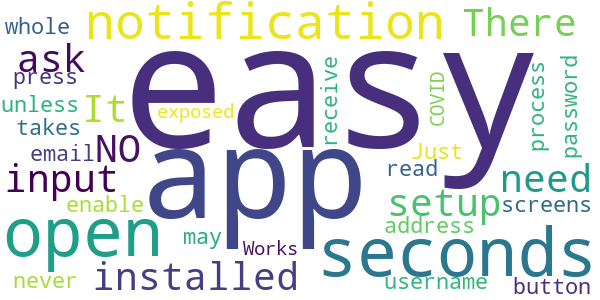 whole
notification
There
ask
easy
press
receive
COVID
process
password
unless
It
exposed
takes
NO
Just
email
app
read
input
need
enable
setup
screens
open
address
may
seconds
Works
never
installed
username
button